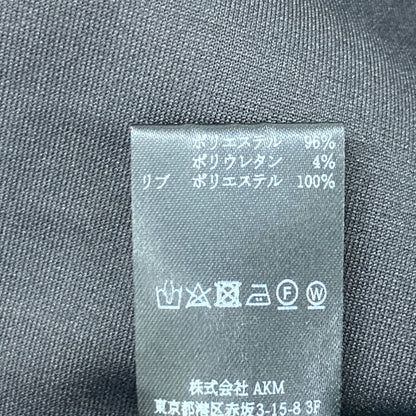 ポリエステル 96%
ポリウレタン 4%
リブ ポリエステル 100%
F W
株式会社 AKM
東京都港区赤坂3-15-8 3F